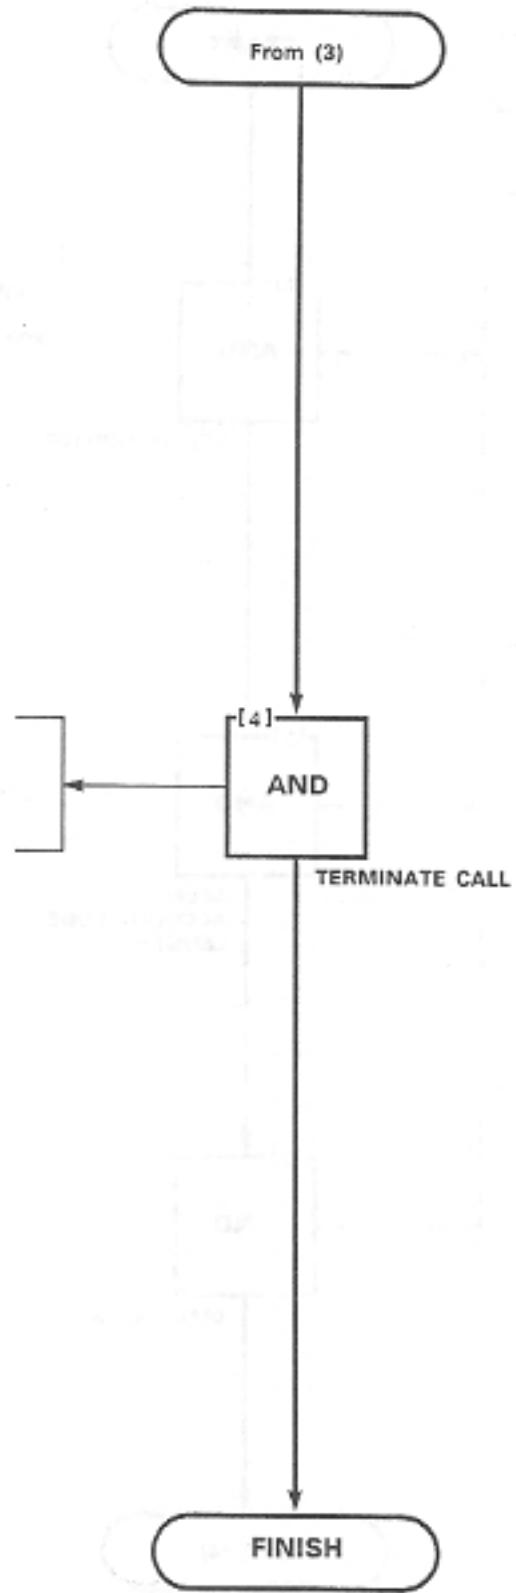 From (3)
[4]
AND
TERMINATE CALL
FINISH